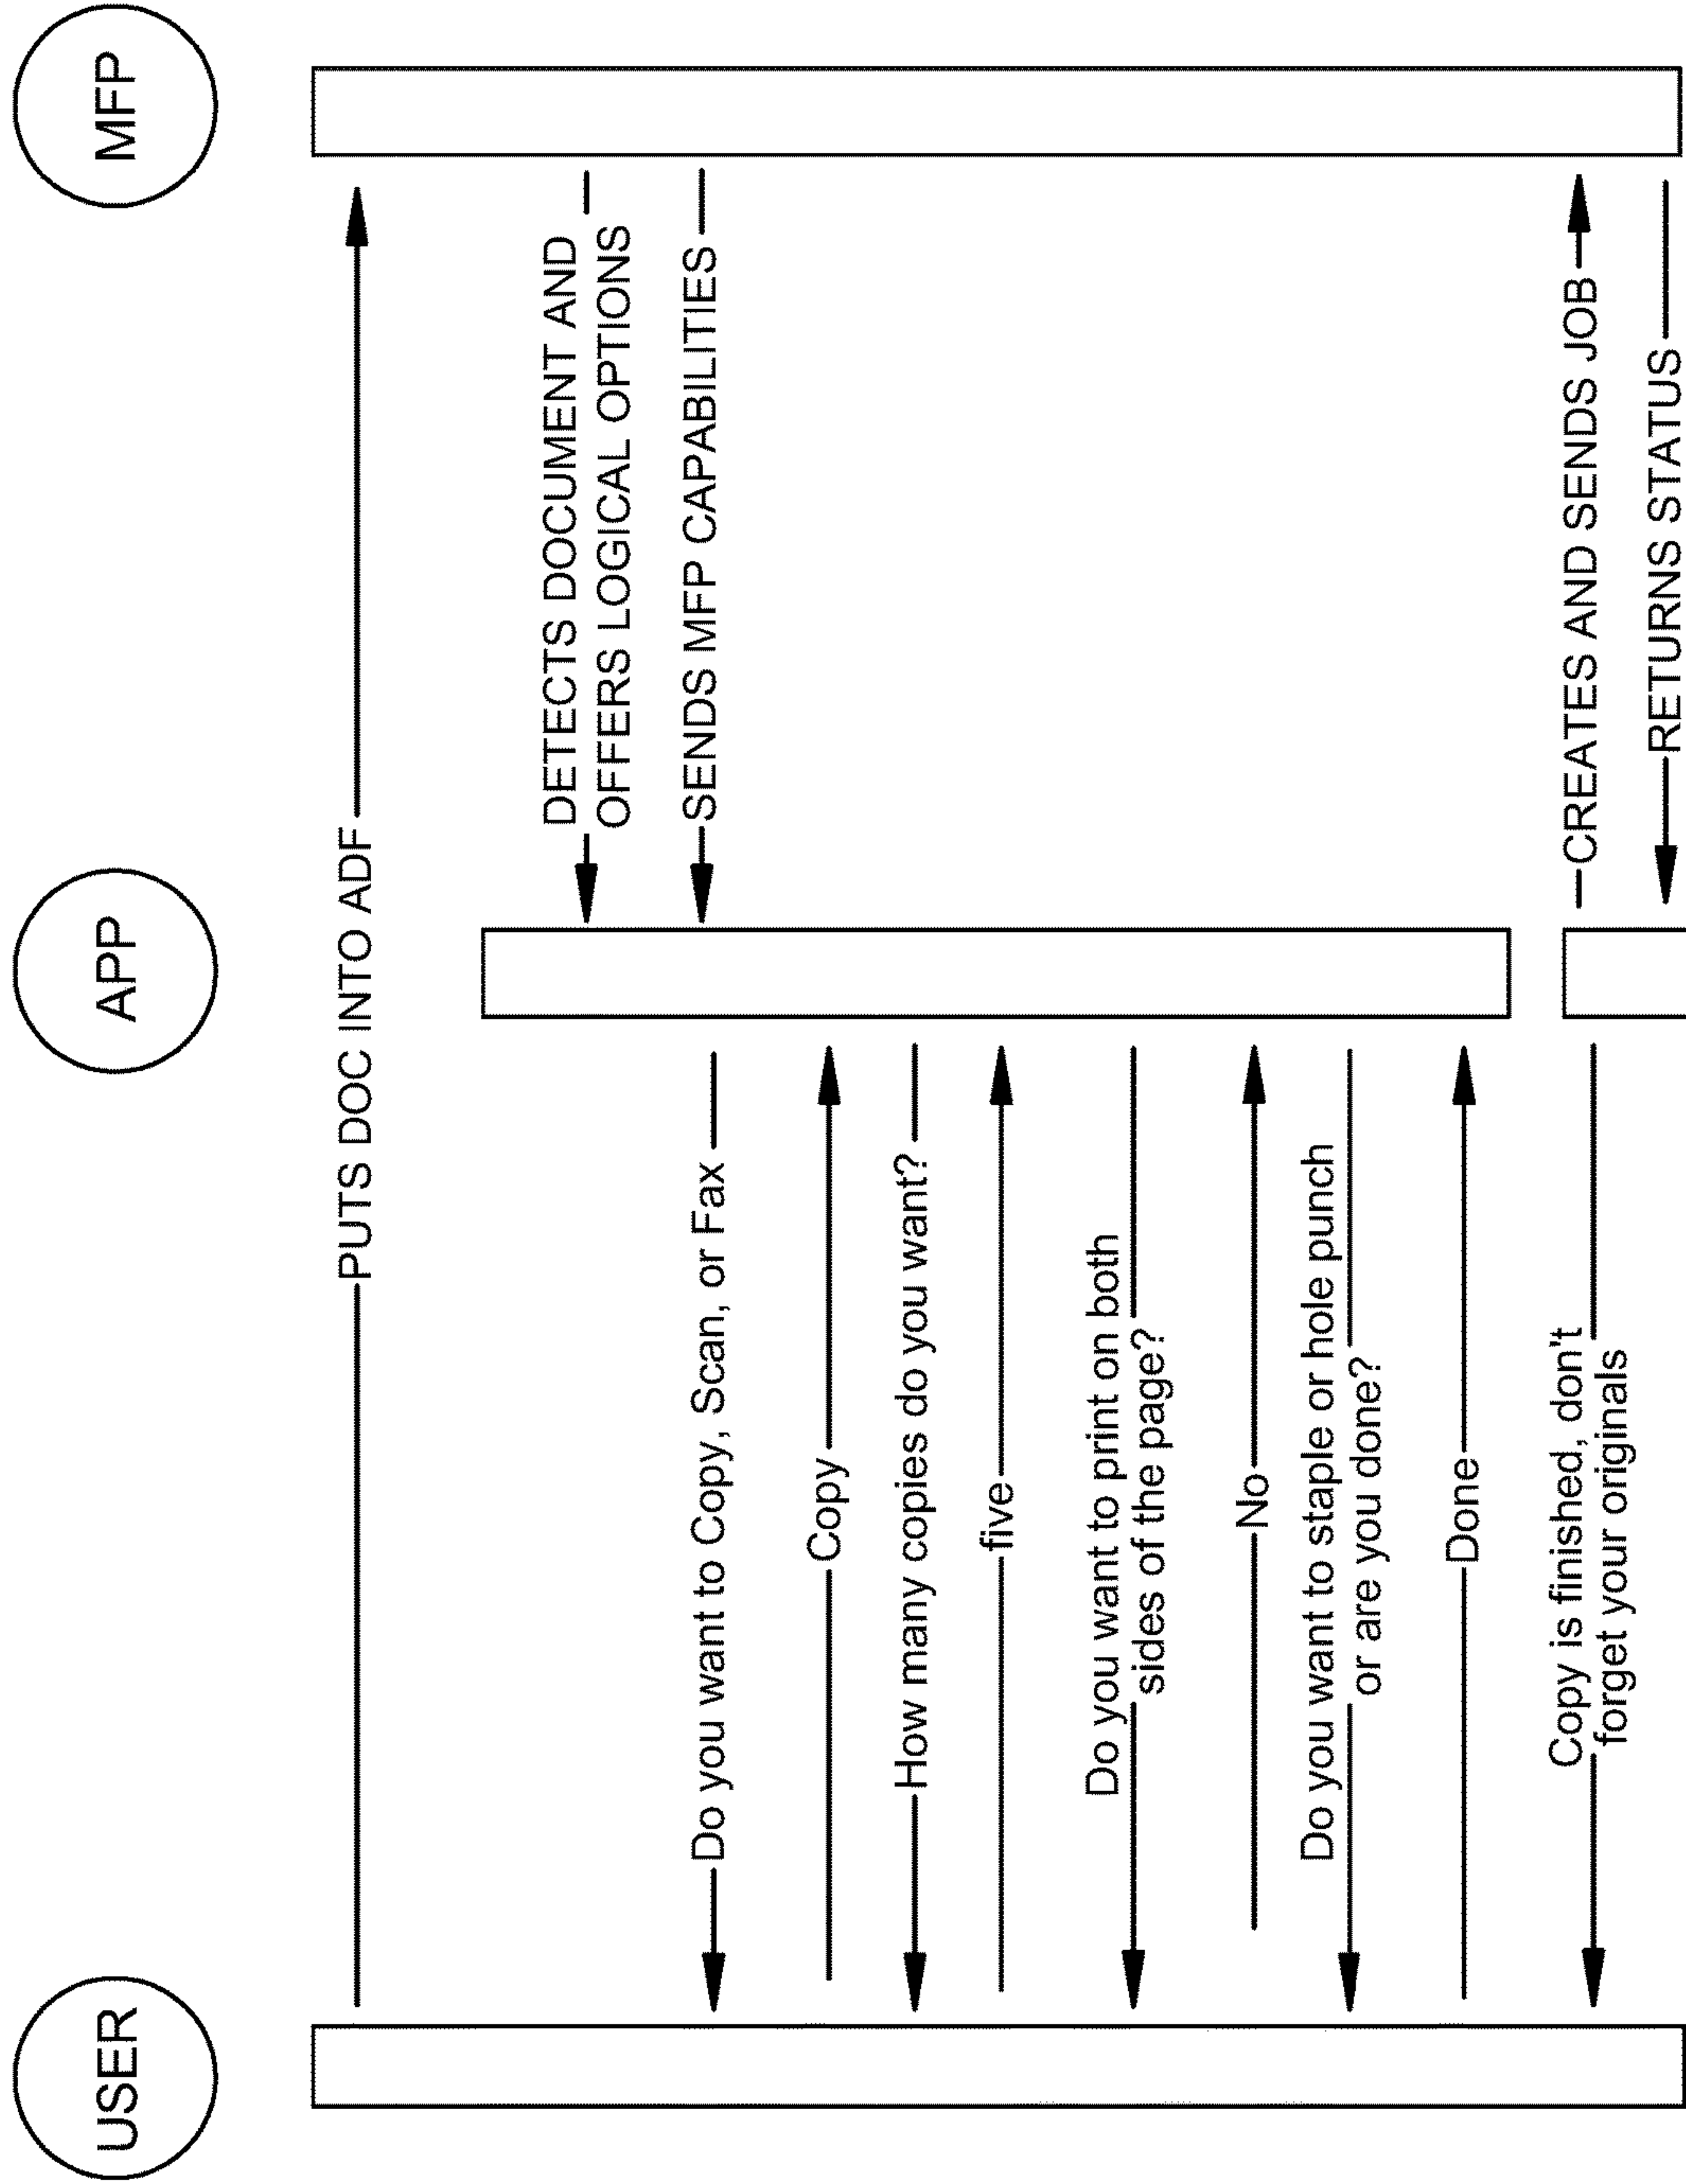 USER
APP
MFP
PUTS DOC INTO ADF
DETECTS DOCUMENT AND
OFFERS LOGICAL OPTIONS
SENDS MFP CAPABILITIES
Do you want to Copy, Scan, or Fax
Copy
How many copies do you want?
five
Do you want to print on both
sides of the page?
No
Do you want to staple or hole punch
or are you done?
Done
Copy is finished, don't
forget your originals
CREATES AND SENDS JOB
RETURNS STATUS